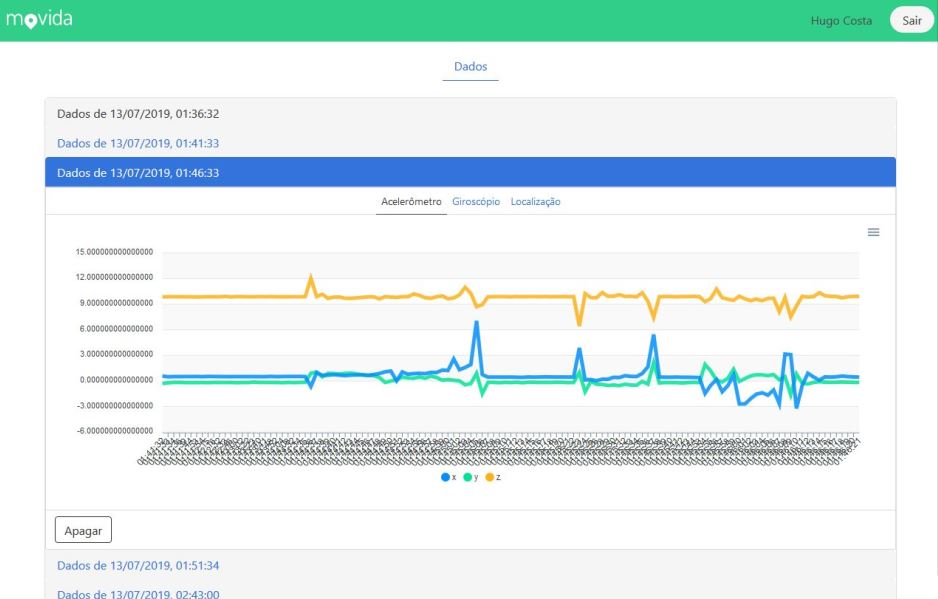 movida
Hugo Costa
Sair
Dados
Dados de 13/07/2019, 01:36:32
Dados de 13/07/2019, 01:41:33
Dados de 13/07/2019, 01:46:33
Acelerômetro Giroscópio Localização
15.000000000000000
12.000000000000000
9.000000000000000
6.000000000000000
3.000000000000000
0.000000000000000
-3.000000000000000
-6.000000000000000
x y z
Apagar
Dados de 13/07/2019, 01:51:34
Dados de 13/07/2019, 02:43:00